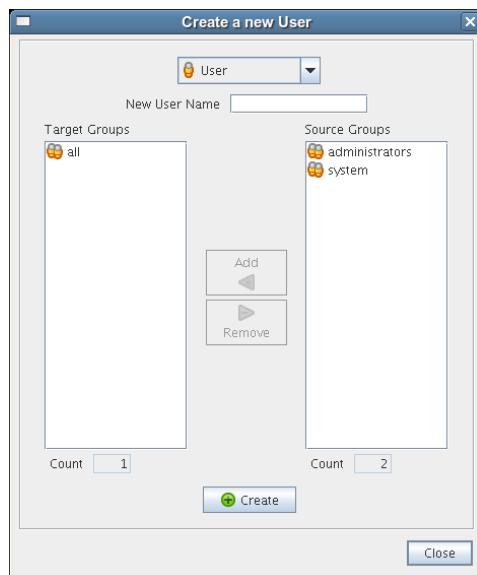 Create a new User
User
New User Name
Target Groups Source Groups
all administrators
system
Add
Remove
Count 1 Count 2
Create
Close